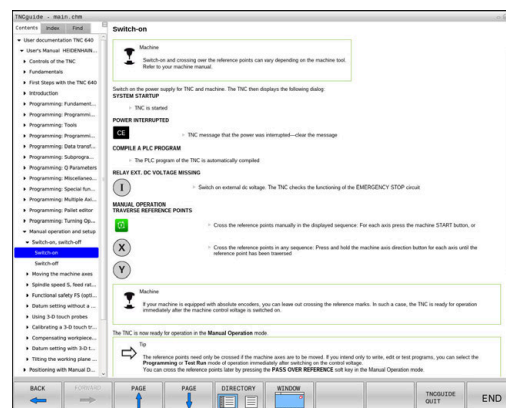 TNCguide - main.chm
Contents Index Find
User documentation TNC 640
User's Manual HEIDENHAIN...
Controls of the TNC
Fundamentals
First Steps with the TNC 640
Introduction
Programming: Fundament...
Programming: Programmi...
Programming: Tools
Programming: Programmi...
Programming: Data transf...
Programming: Subprogra...
Programming: Q Parameters
Programming: Miscellaneo...
Programming: Special fun...
Programming: Multiple Axi...
Programming: Pallet editor
Programming: Turning Op...
Manual operation and setup
Switch-on, switch-off
Switch-on
Switch-off
Moving the machine axes
Spindle speed S, feed rat...
Functional safety FS (opti...
Datum setting without a ...
Using 3-D touch probes
Calibrating a 3-D touch tr...
Compensating workpiece...
Datum setting with 3-D t...
Tilting the working plane ...
Positioning with Manual D...
Switch-on
Machine
Switch-on and crossing over the reference points can vary depending on the machine tool.
Refer to your machine manual.
Switch on the power supply for TNC and machine. The TNC then displays the following dialog:
SYSTEM STARTUP
TNC is started
POWER INTERRUPTED
CE
TNC message that the power was interrupted—clear the message
COMPILE A PLC PROGRAM
The PLC program of the TNC is automatically compiled
RELAY EXT. DC VOLTAGE MISSING
I
Switch on external dc voltage. The TNC checks the functioning of the EMERGENCY STOP circuit
MANUAL OPERATION
TRAVERSE REFERENCE POINTS
Cross the reference points manually in the displayed sequence: For each axis press the machine START button, or
X
Cross the reference points in any sequence: Press and hold the machine axis direction button for each axis until the
reference point has been traversed
Y
Machine
If your machine is equipped with absolute encoders, you can leave out crossing the reference marks. In such a case, the TNC is ready for operation
immediately after the machine control voltage is switched on.
The TNC is now ready for operation in the Manual Operation mode.
Tip
The reference points need only be crossed if the machine axes are to be moved. If you intend only to write, edit or test programs, you can select the
Programming or Test Run mode of operation immediately after switching on the control voltage.
You can cross the reference points later by pressing the PASS OVER REFERENCE soft key in the Manual Operation mode.
BACK
FORWARD
PAGE
PAGE
DIRECTORY
WINDOW
TNCGUIDE
QUIT
END